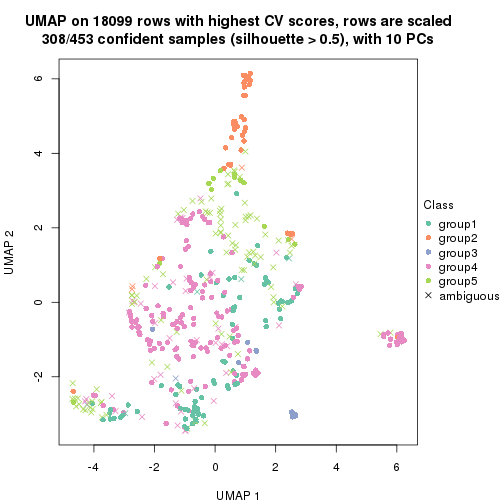 UMAP on 18099 rows with highest CV scores, rows are scaled
308/453 confident samples (silhouette > 0.5), with 10 PCs
UMAP 2
6
4
2
0
-2
-4
-2
0
2
4
6
UMAP 1
Class
group1
group2
group3
group4
group5
ambiguous